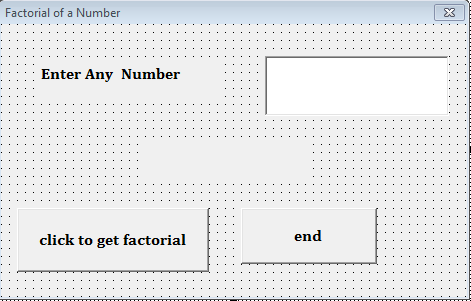 Factorial of a Number
Enter Any  Number
click to get factorial
end